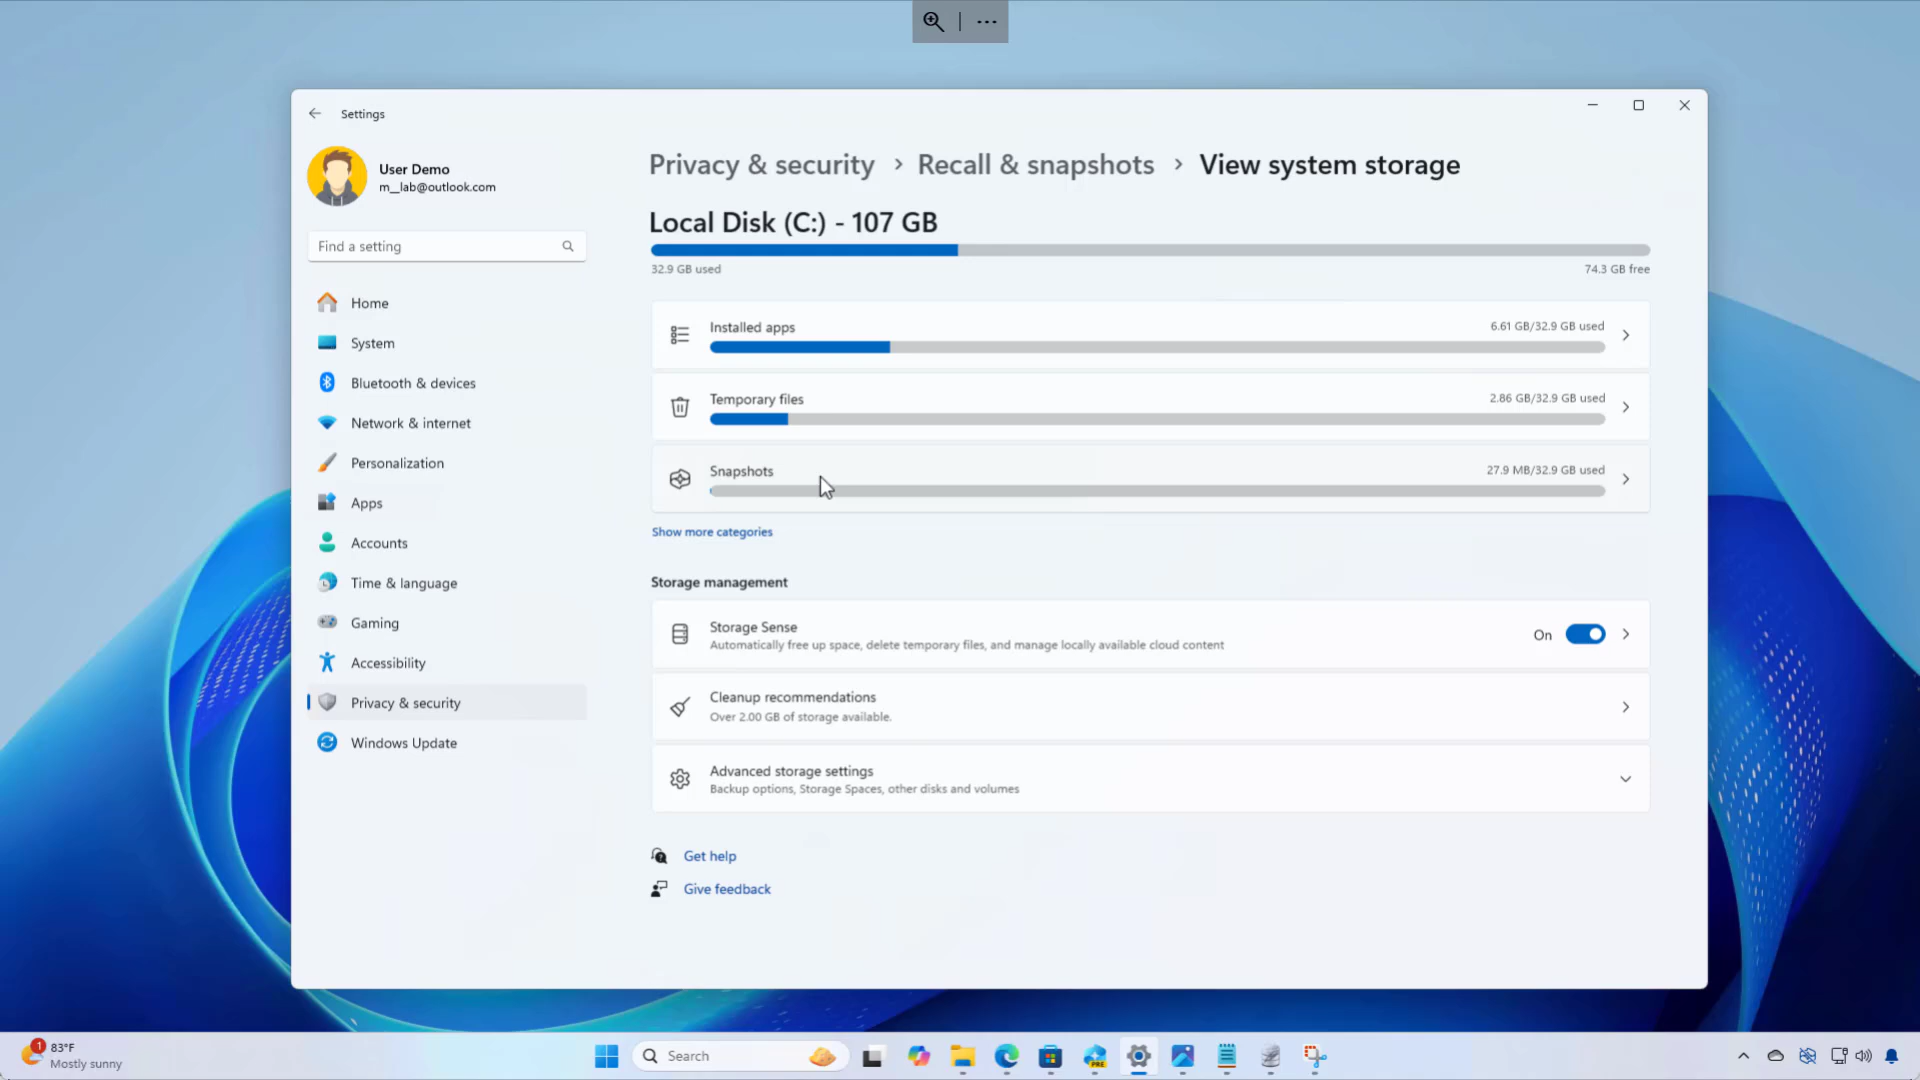 Settings
User Demo
m__lab@outlook.com
Find a setting
Home
System
Bluetooth & devices
Network & internet
Personalization
Apps
Accounts
Time & language
Gaming
Accessibility
Privacy & security
Windows Update
Privacy & security > Recall & snapshots > View system storage
Local Disk (C:) - 107 GB
32.9 GB used 74.3 GB free
Installed apps 6.61 GB/32.9 GB used
Temporary files 2.86 GB/32.9 GB used
Snapshots 27.9 MB/32.9 GB used
Show more categories
Storage management
Storage Sense
Automatically free up space, delete temporary files, and manage locally available cloud content
On
Cleanup recommendations
Over 2.00 GB of storage available.
Advanced storage settings
Backup options, Storage Spaces, other disks and volumes
Get help
Give feedback
1
83°F
Mostly sunny
Search
PRE